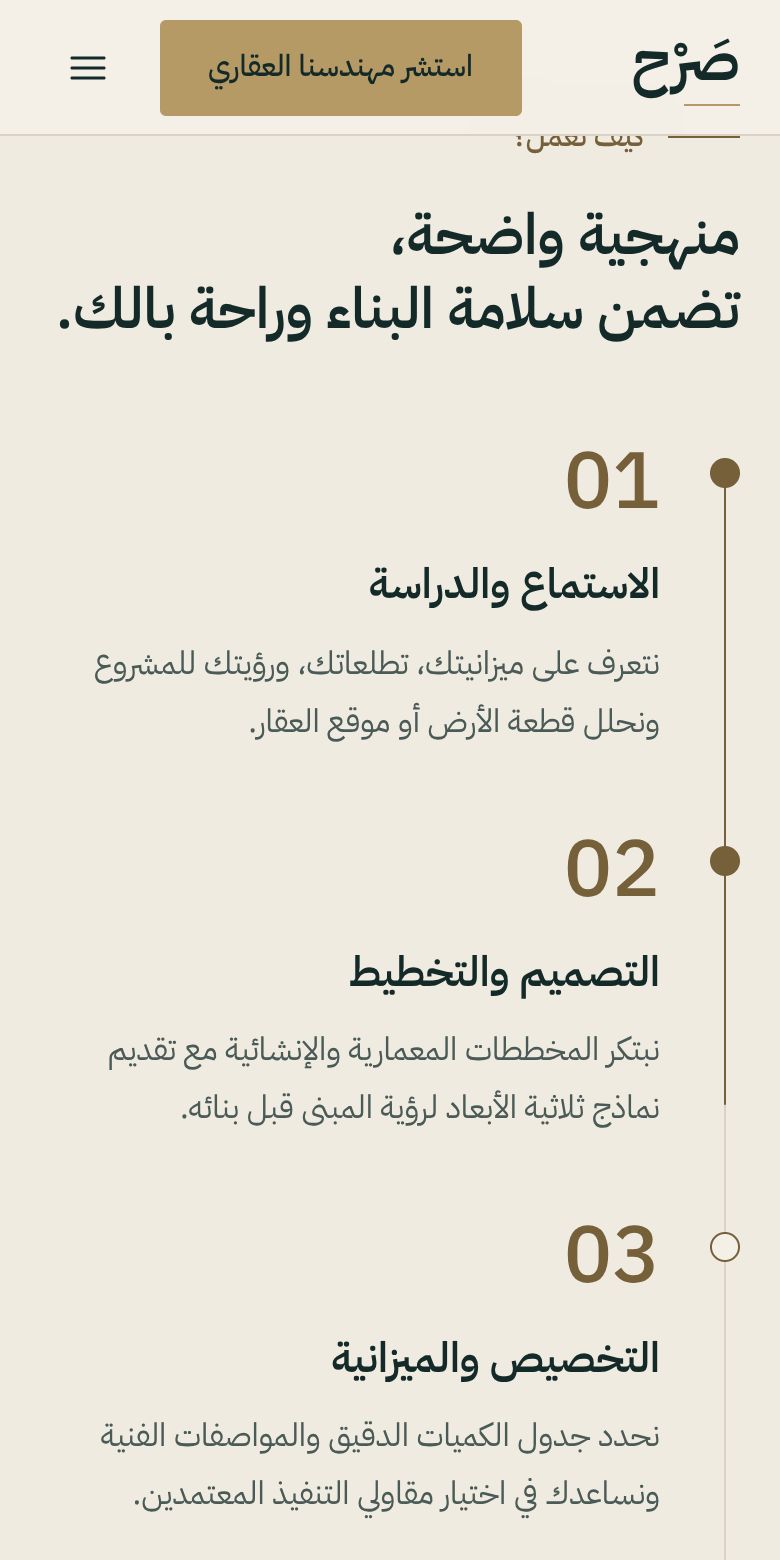 صَرْح
استشر مهندسنا العقاري
كيف نعمل؟
منهجية واضحة،
تضمن سلامة البناء وراحة بالك.
01
الاستماع والدراسة
نتعرف على ميزانيتك، تطلعاتك، ورؤيتك للمشروع
ونحلل قطعة الأرض أو موقع العقار.
02
التصميم والتخطيط
نبتكر المخططات المعمارية والإنشائية مع تقديم
نماذج ثلاثية الأبعاد لرؤية المبنى قبل بنائه.
03
التخصيص والميزانية
نحدد جدول الكميات الدقيق والمواصفات الفنية
ونساعدك في اختيار مقاولي التنفيذ المعتمدين.